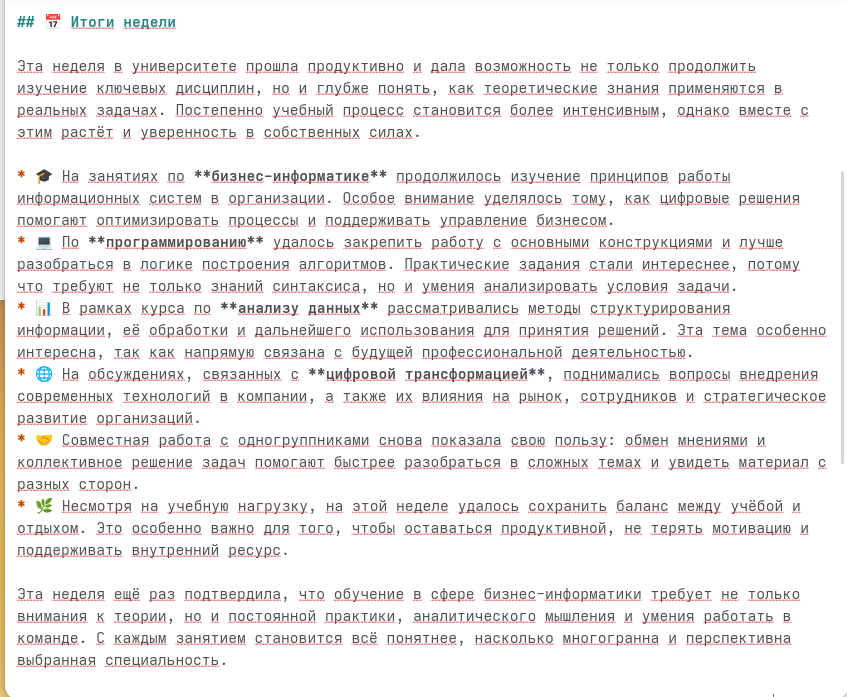 ## 📅 Итоги недели
Эта неделя в университете прошла продуктивно и дала возможность не только продолжить
изучение ключевых дисциплин, но и глубже понять, как теоретические знания применяются в
реальных задачах. Постепенно учебный процесс становится более интенсивным, однако вместе с
этим растёт и уверенность в собственных силах.
* 🎓 На занятиях по **бизнес-информатике** продолжилось изучение принципов работы
информационных систем в организации. Особое внимание уделялось тому, как цифровые решения
помогают оптимизировать процессы и поддерживать управление бизнесом.
* 💻 По **программированию** удалось закрепить работу с основными конструкциями и лучше
разобраться в логике построения алгоритмов. Практические задания стали интереснее, потому
что требуют не только знаний синтаксиса, но и умения анализировать условия задачи.
* 📊 В рамках курса по **анализу данных** рассматривались методы структурирования
информации, её обработки и дальнейшего использования для принятия решений. Эта тема особенно
интересна, так как напрямую связана с будущей профессиональной деятельностью.
* 🌐 На обсуждениях, связанных с **цифровой трансформацией**, поднимались вопросы внедрения
современных технологий в компании, а также их влияния на рынок, сотрудников и стратегическое
развитие организаций.
* 🤝 Совместная работа с одногруппниками снова показала свою пользу: обмен мнениями и
коллективное решение задач помогают быстрее разобраться в сложных темах и увидеть материал с
разных сторон.
* 🌿 Несмотря на учебную нагрузку, на этой неделе удалось сохранить баланс между учёбой и
отдыхом. Это особенно важно для того, чтобы оставаться продуктивной, не терять мотивацию и
поддерживать внутренний ресурс.
Эта неделя ещё раз подтвердила, что обучение в сфере бизнес-информатики требует не только
внимания к теории, но и постоянной практики, аналитического мышления и умения работать в
команде. С каждым занятием становится всё понятнее, насколько многогранна и перспективна
выбранная специальность.